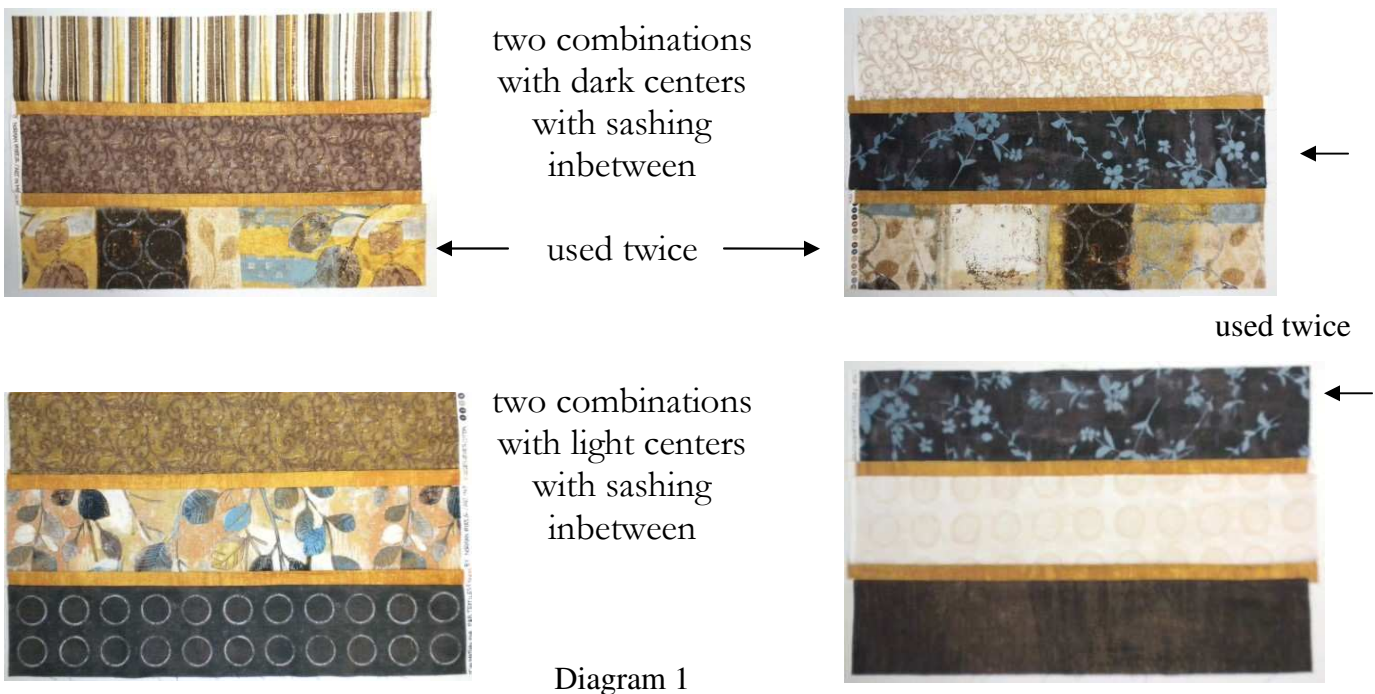 two combinations
with dark centers
with sashing
inbetween
used twice
used twice
two combinations
with light centers
with sashing
inbetween
Diagram 1